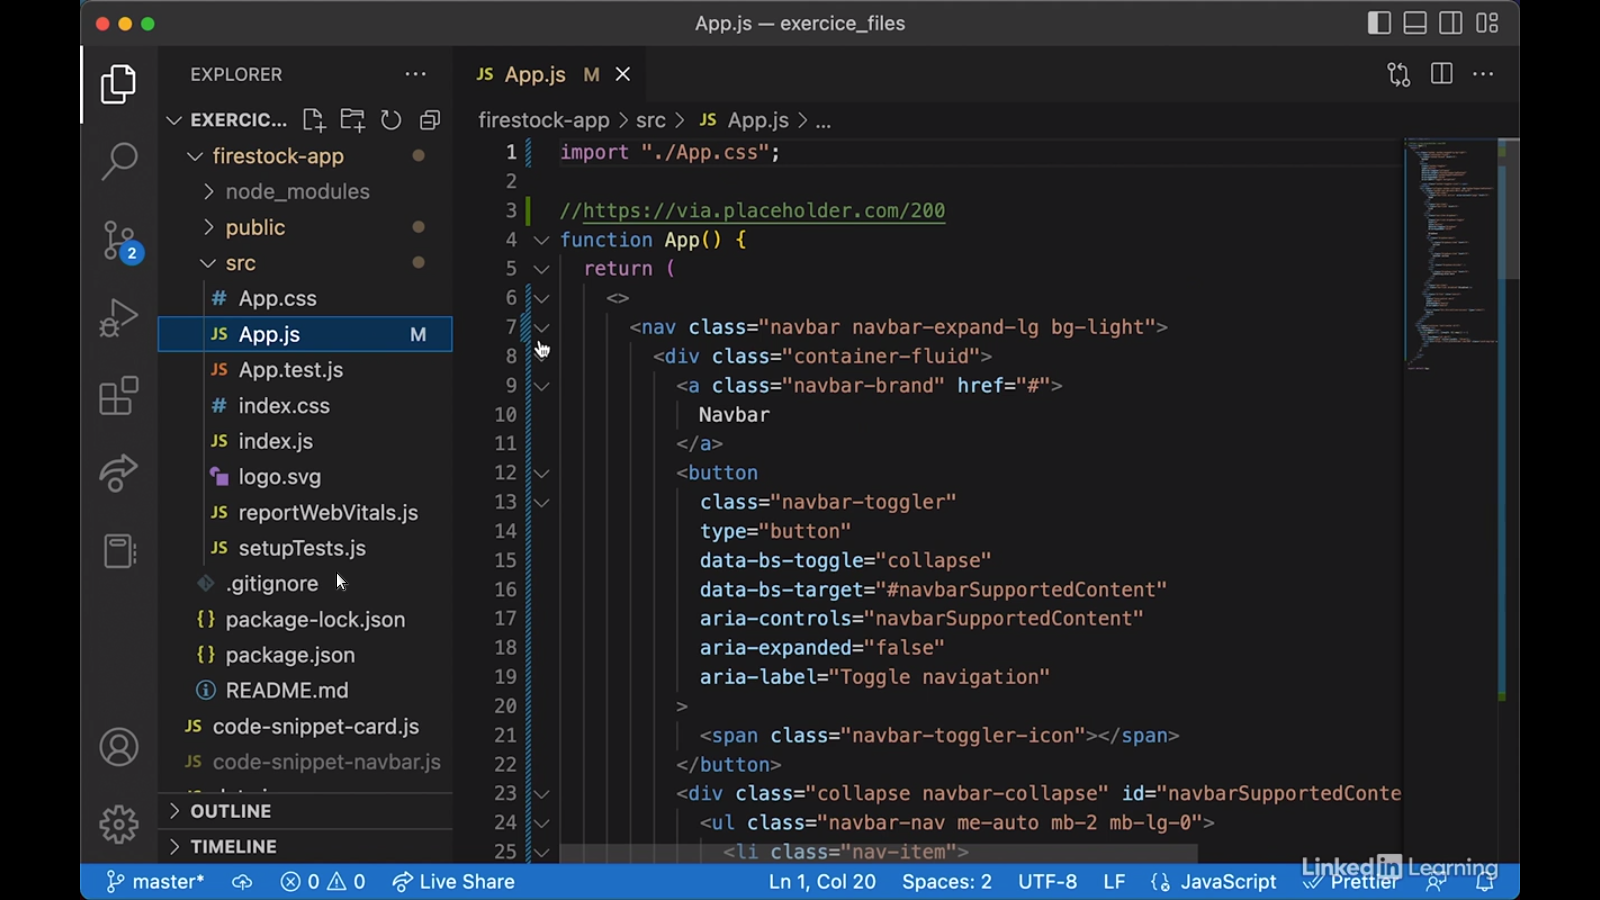 App.js — exercice_files
EXPLORER
JS App.js M
EXERCIC...
firestock-app > src > JS App.js > ...
firestock-app
node_modules
public
src
# App.css
JS App.js M
JS App.test.js
# index.css
JS index.js
logo.svg
JS reportWebVitals.js
JS setupTests.js
.gitignore
{} package-lock.json
{} package.json
README.md
JS code-snippet-card.js
JS code-snippet-navbar.js
OUTLINE
TIMELINE
2
1 import "./App.css";
2
3 //https://via.placeholder.com/200
4 function App() {
5 return (
6 <>
7 <nav class="navbar navbar-expand-lg bg-light">
8 <div class="container-fluid">
9 <a class="navbar-brand" href="#">
10 Navbar
11 </a>
12 <button
13 class="navbar-toggler"
14 type="button"
15 data-bs-toggle="collapse"
16 data-bs-target="#navbarSupportedContent"
17 aria-controls="navbarSupportedContent"
18 aria-expanded="false"
19 aria-label="Toggle navigation"
20 >
21 <span class="navbar-toggler-icon"></span>
22 </button>
23 <div class="collapse navbar-collapse" id="navbarSupportedConte
24 <ul class="navbar-nav me-auto mb-2 mb-lg-0">
25 <li class="nav-item">
LinkedIn Learning
master* 0 0 Live Share Ln 1, Col 20 Spaces: 2 UTF-8 LF {} JavaScript Prettier